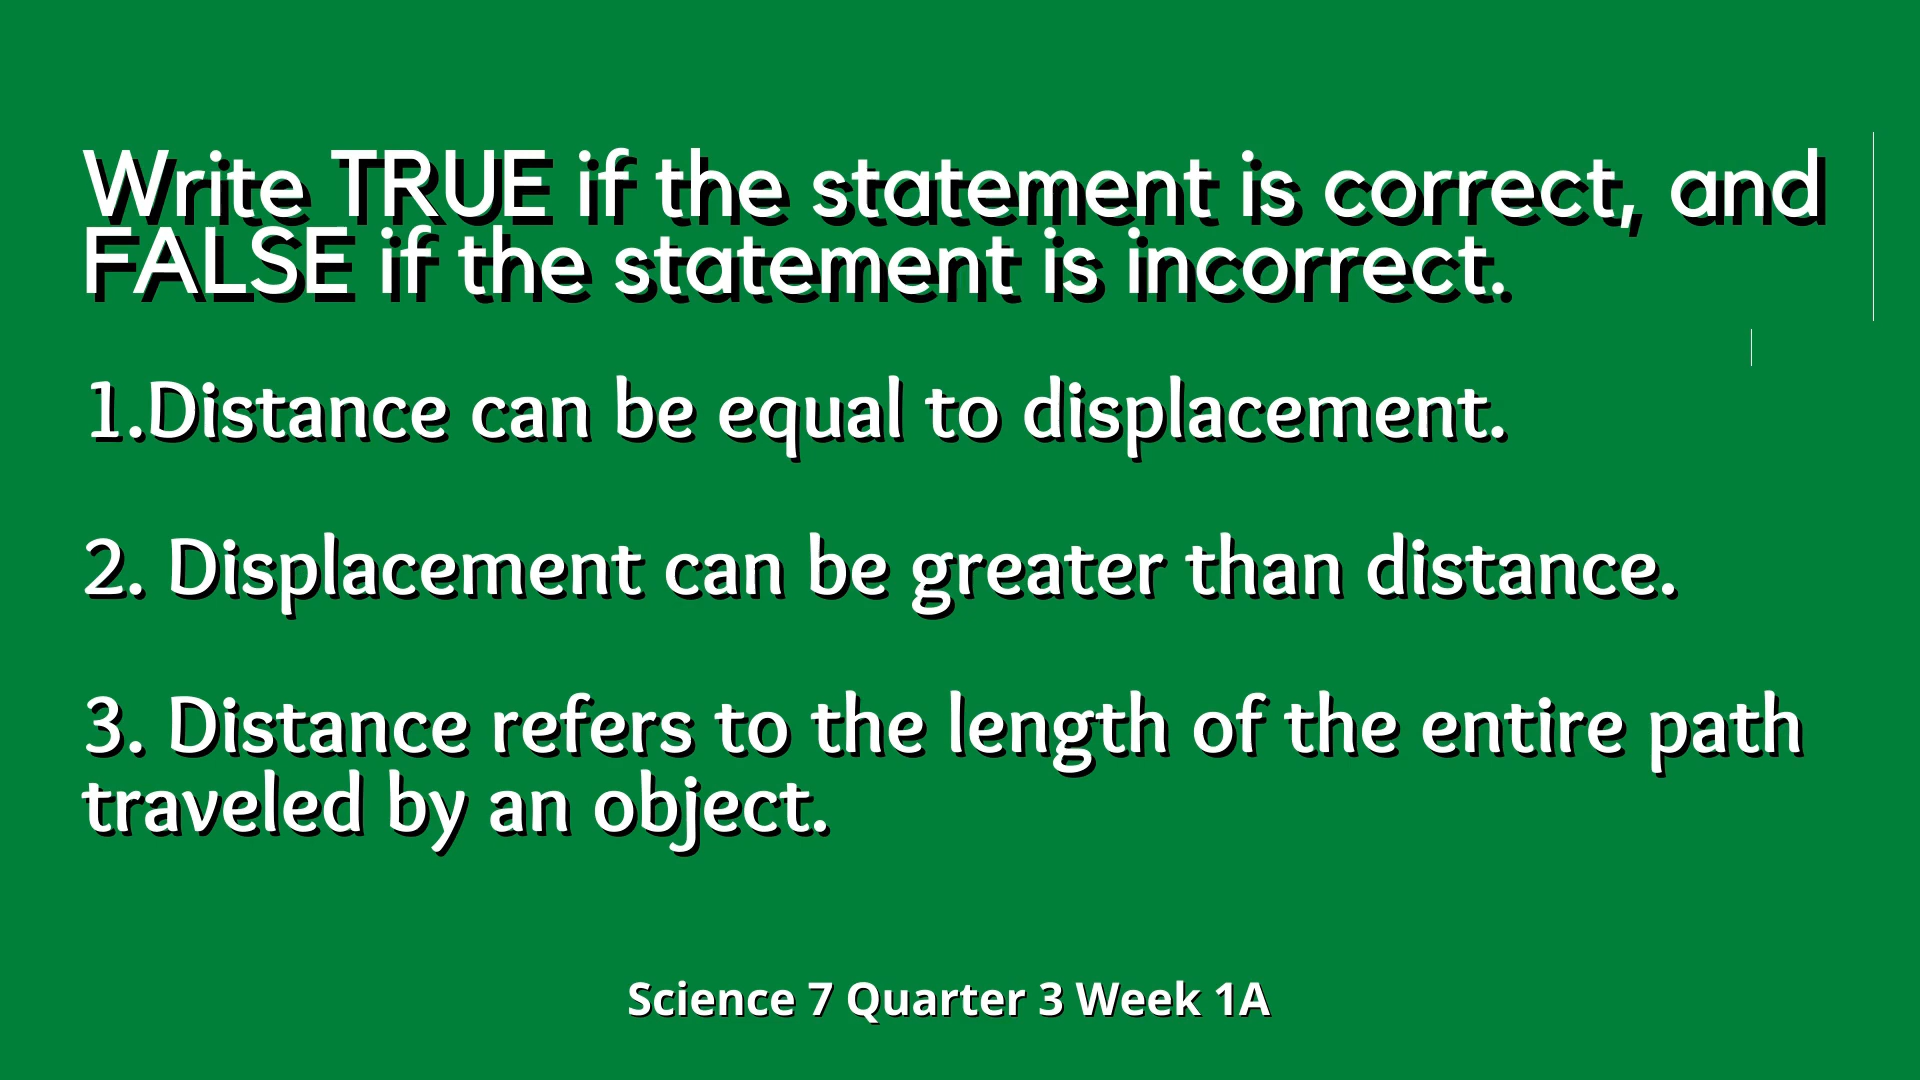 Write TRUE if the statement is correct, and
FALSE if the statement is incorrect.
1.Distance can be equal to displacement.
2. Displacement can be greater than distance.
3. Distance refers to the length of the entire path
traveled by an object.
Science 7 Quarter 3 Week 1A